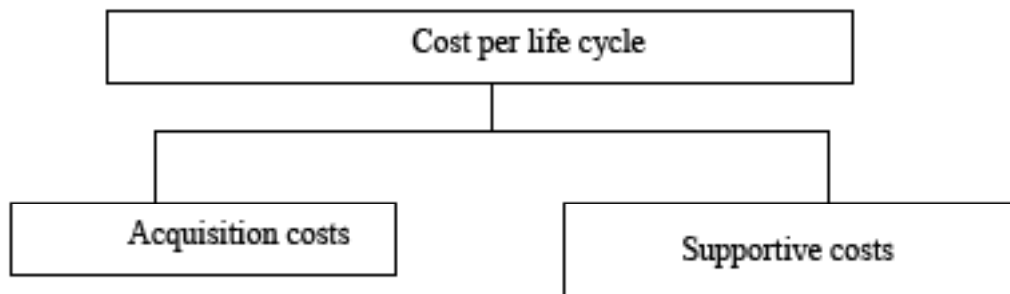 Cost per life cycle
Acquisition costs
Supportive costs